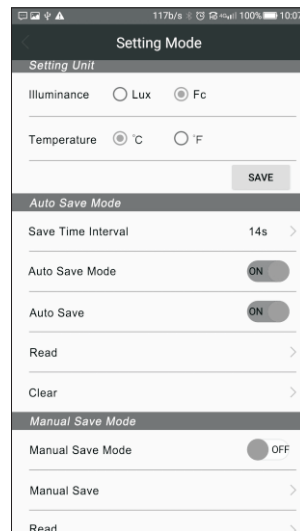 117b/s 100% 10:07
Setting Mode
Setting Unit
Illuminance Lux Fc
Temperature °C °F
SAVE
Auto Save Mode
Save Time Interval 14s
Auto Save Mode ON
Auto Save ON
Read
Clear
Manual Save Mode
Manual Save Mode OFF
Manual Save
Read